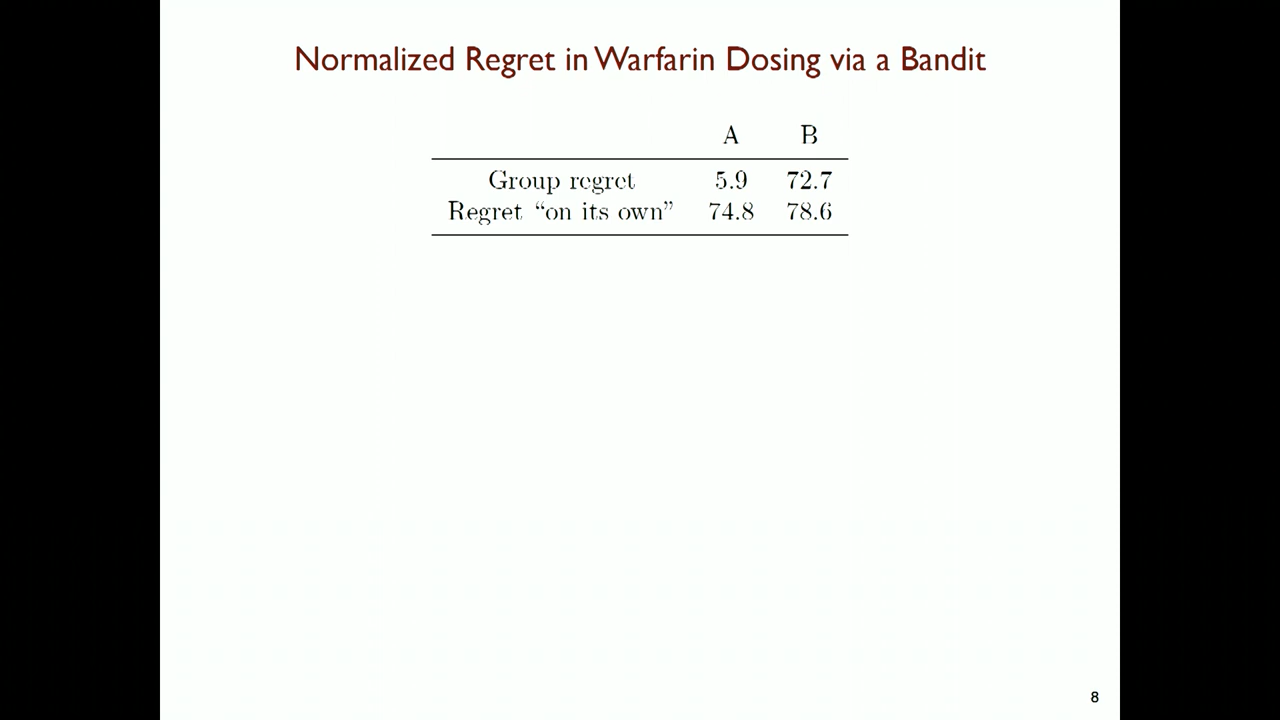 Normalized Regret in Warfarin Dosing via a Bandit
A B
Group regret 5.9 72.7
Regret “on its own” 74.8 78.6
8